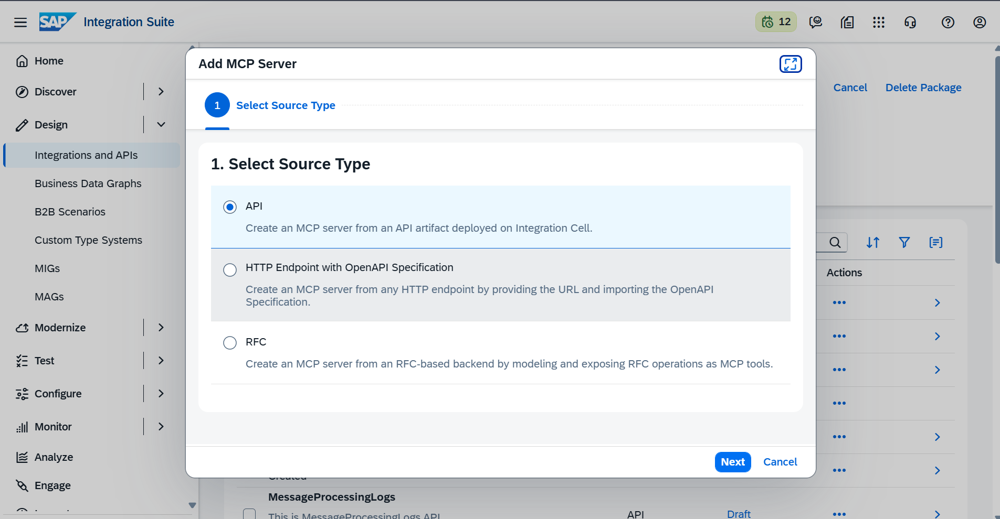 SAP Integration Suite
12
Home
Discover
Design
Integrations and APIs
Business Data Graphs
B2B Scenarios
Custom Type Systems
MIGs
MAGs
Modernize
Test
Configure
Monitor
Analyze
Engage
Add MCP Server
1 Select Source Type
1. Select Source Type
API
Create an MCP server from an API artifact deployed on Integration Cell.
HTTP Endpoint with OpenAPI Specification
Create an MCP server from any HTTP endpoint by providing the URL and importing the OpenAPI
Specification.
RFC
Create an MCP server from an RFC-based backend by modeling and exposing RFC operations as MCP tools.
Next Cancel
Cancel Delete Package
Actions
Created
MessageProcessingLogs
This is MessageProcessingLogs API
API Draft